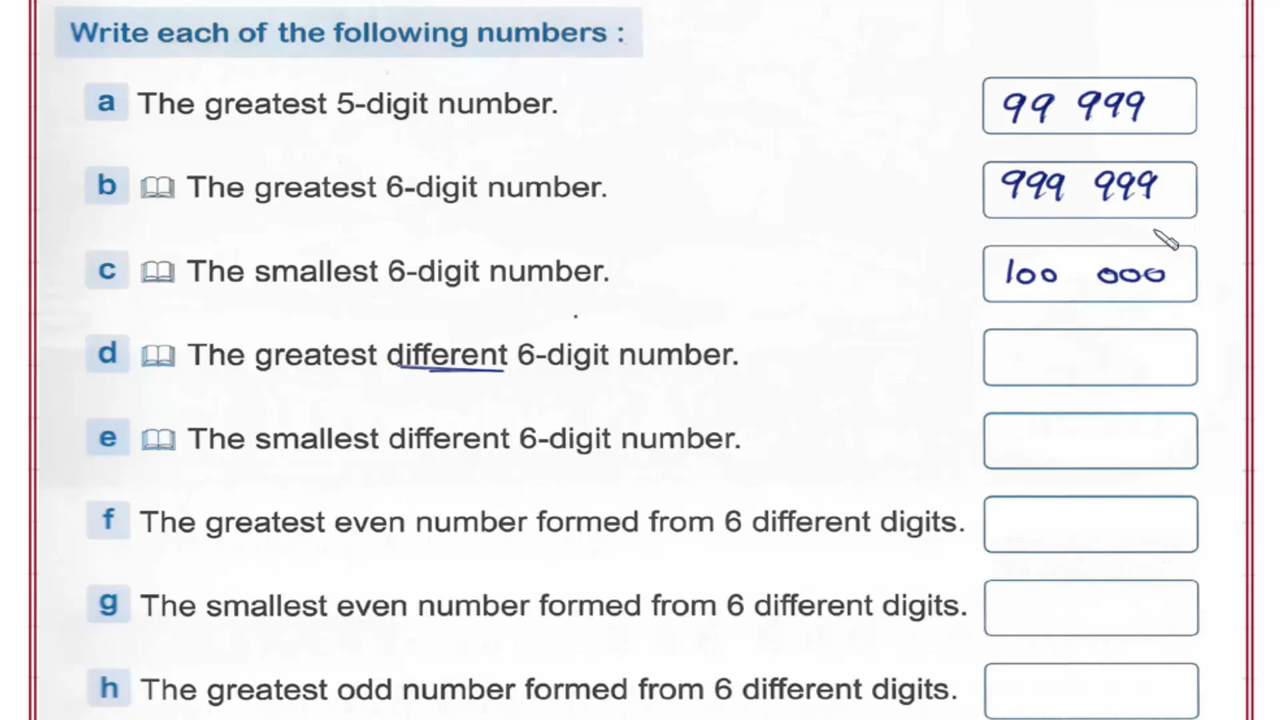 Write each of the following numbers :
a The greatest 5-digit number. 99 999
b The greatest 6-digit number. 999 999
c The smallest 6-digit number. 100 000
d The greatest different 6-digit number.
e The smallest different 6-digit number.
f The greatest even number formed from 6 different digits.
g The smallest even number formed from 6 different digits.
h The greatest odd number formed from 6 different digits.